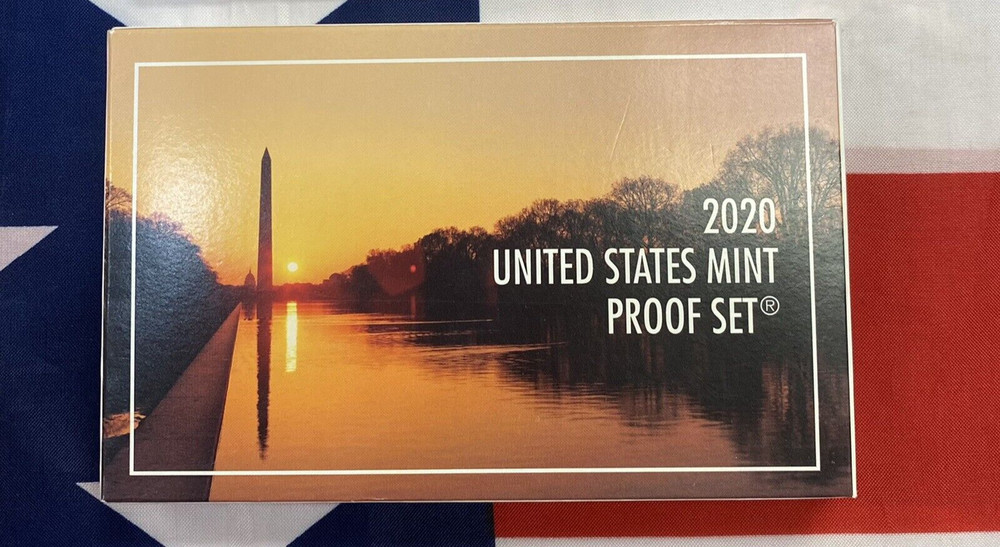 2020
UNITED STATES MINT
PROOF SET®